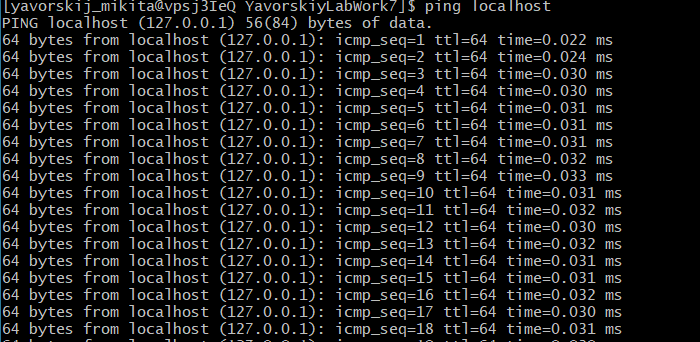 [yavorskij_mikita@vpsj3IeQ YavorskiyLabWork7]$ ping localhost
PING localhost (127.0.0.1) 56(84) bytes of data.
64 bytes from localhost (127.0.0.1): icmp_seq=1 ttl=64 time=0.022 ms
64 bytes from localhost (127.0.0.1): icmp_seq=2 ttl=64 time=0.024 ms
64 bytes from localhost (127.0.0.1): icmp_seq=3 ttl=64 time=0.030 ms
64 bytes from localhost (127.0.0.1): icmp_seq=4 ttl=64 time=0.030 ms
64 bytes from localhost (127.0.0.1): icmp_seq=5 ttl=64 time=0.031 ms
64 bytes from localhost (127.0.0.1): icmp_seq=6 ttl=64 time=0.031 ms
64 bytes from localhost (127.0.0.1): icmp_seq=7 ttl=64 time=0.031 ms
64 bytes from localhost (127.0.0.1): icmp_seq=8 ttl=64 time=0.032 ms
64 bytes from localhost (127.0.0.1): icmp_seq=9 ttl=64 time=0.033 ms
64 bytes from localhost (127.0.0.1): icmp_seq=10 ttl=64 time=0.031 ms
64 bytes from localhost (127.0.0.1): icmp_seq=11 ttl=64 time=0.032 ms
64 bytes from localhost (127.0.0.1): icmp_seq=12 ttl=64 time=0.030 ms
64 bytes from localhost (127.0.0.1): icmp_seq=13 ttl=64 time=0.032 ms
64 bytes from localhost (127.0.0.1): icmp_seq=14 ttl=64 time=0.031 ms
64 bytes from localhost (127.0.0.1): icmp_seq=15 ttl=64 time=0.031 ms
64 bytes from localhost (127.0.0.1): icmp_seq=16 ttl=64 time=0.032 ms
64 bytes from localhost (127.0.0.1): icmp_seq=17 ttl=64 time=0.030 ms
64 bytes from localhost (127.0.0.1): icmp_seq=18 ttl=64 time=0.031 ms